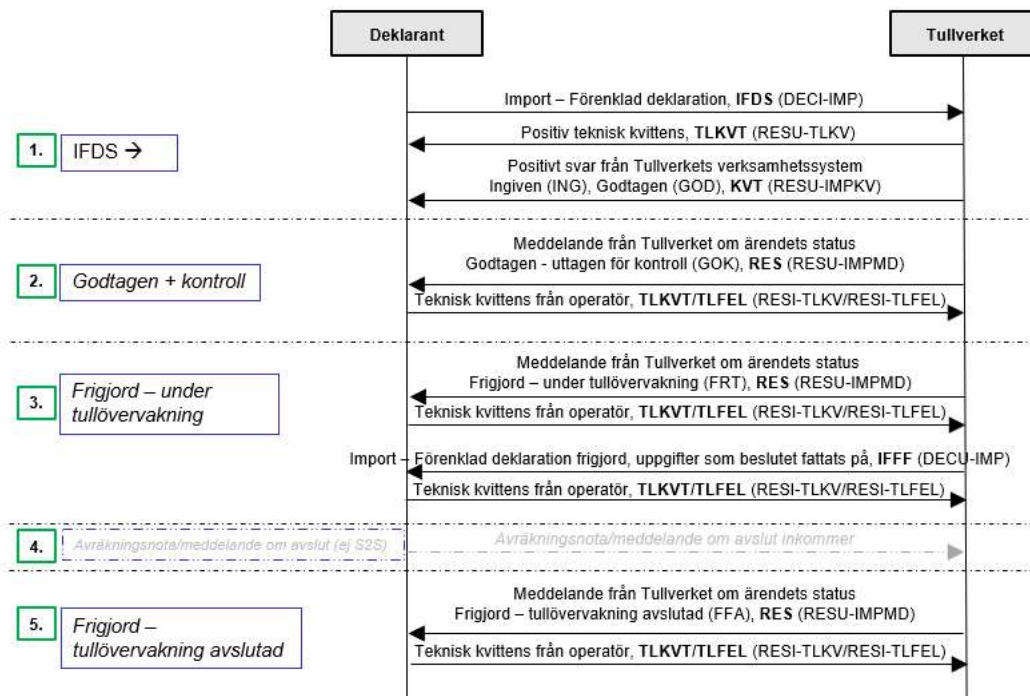 Deklarant
Tullverket
1.
IFDS →
Import – Förenklad deklaration, IFDS (DECI-IMP)
Positiv teknisk kvittens, TLKVT (RESU-TLKV)
Positivt svar från Tullverkets verksamhetssystem
Ingiven (ING), Godtagen (GOD), KVT (RESU-IMPKV)
2.
Godtagen + kontroll
Meddelande från Tullverket om ärendets status
Godtagen - uttagen för kontroll (GOK), RES (RESU-IMPMD)
Teknisk kvittens från operatör, TLKVT/TLFEL (RESI-TLKV/RESI-TLFEL)
3.
Frigjord – under
tullövervakning
Meddelande från Tullverket om ärendets status
Frigjord – under tullövervakning (FRT), RES (RESU-IMPMD)
Teknisk kvittens från operatör, TLKVT/TLFEL (RESI-TLKV/RESI-TLFEL)
Import – Förenklad deklaration frigjord, uppgifter som beslutet fattats på, IFFF (DECU-IMP)
Teknisk kvittens från operatör, TLKVT/TLFEL (RESI-TLKV/RESI-TLFEL)
4.
Avräkningsnota/meddelande om avslut (ej S2S)
Avräkningsnota/meddelande om avslut inkommer
5.
Frigjord –
tullövervakning avslutad
Meddelande från Tullverket om ärendets status
Frigjord – tullövervakning avslutad (FFA), RES (RESU-IMPMD)
Teknisk kvittens från operatör, TLKVT/TLFEL (RESI-TLKV/RESI-TLFEL)